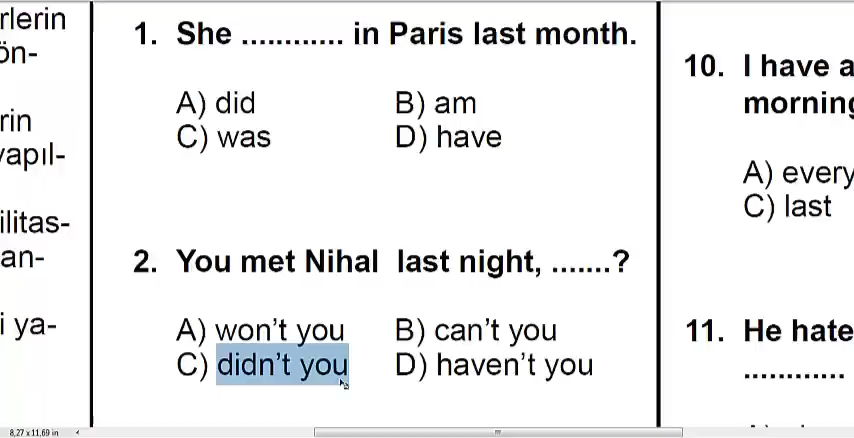 rlerin
ön-
rin
yapıl-
ilitas-
an-
i ya-
1. She ............ in Paris last month.
A) did B) am
C) was D) have
2. You met Nihal last night, .......?
A) won't you B) can't you
C) didn't you D) haven't you
10. I have a
morning
A) every
C) last
11. He hate
............
8,27 x 11,69 in